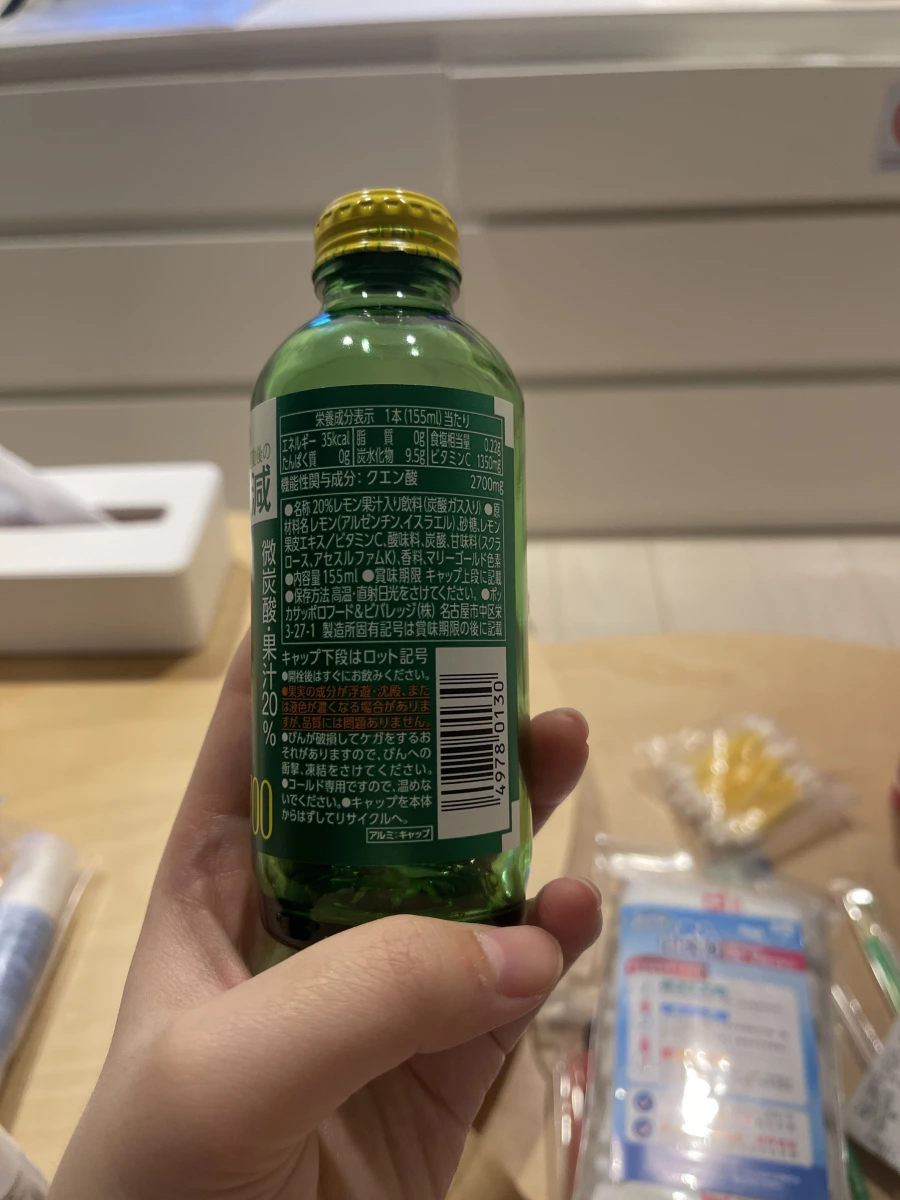 OPEN
減
微炭酸・果汁20%
00
栄養成分表示 1本(155ml)当たり
エネルギー 35kcal 脂 質 0g 食塩相当量 0.22g
たんぱく質 0g 炭水化物 9.5g ビタミンC 1350mg
機能性関与成分：クエン酸 2700mg
●名称 20%レモン果汁入り飲料(炭酸ガス入り) ●原
材料名 レモン(アルゼンチン、イスラエル)、砂糖、レモン
果皮エキス/ビタミンC、酸味料、炭酸、甘味料(スクラ
ロース、アセスルファムK)、香料、マリーゴールド色素
●内容量 155ml ●賞味期限 キャップ上段に記載
●保存方法 高温・直射日光をさけてください。 ●ポッ
カサッポロフード&ビバレッジ(株) 名古屋市中区栄
3-27-1 製造所固有記号は賞味期限の後に記載
キャップ下段はロット記号
●開栓後はすぐにお飲みください。
●果実の成分が浮遊・沈殿、また
は液色が濃くなる場合がありま
すが、品質には問題ありません。
●びんが破損してケガをするお
それがありますので、びんへの
衝撃、凍結をさけてください。
●コールド専用ですので、温めな
いでください。●キャップを本体
からはずしてリサイクルへ。
アルミ：キャップ
4978 0130